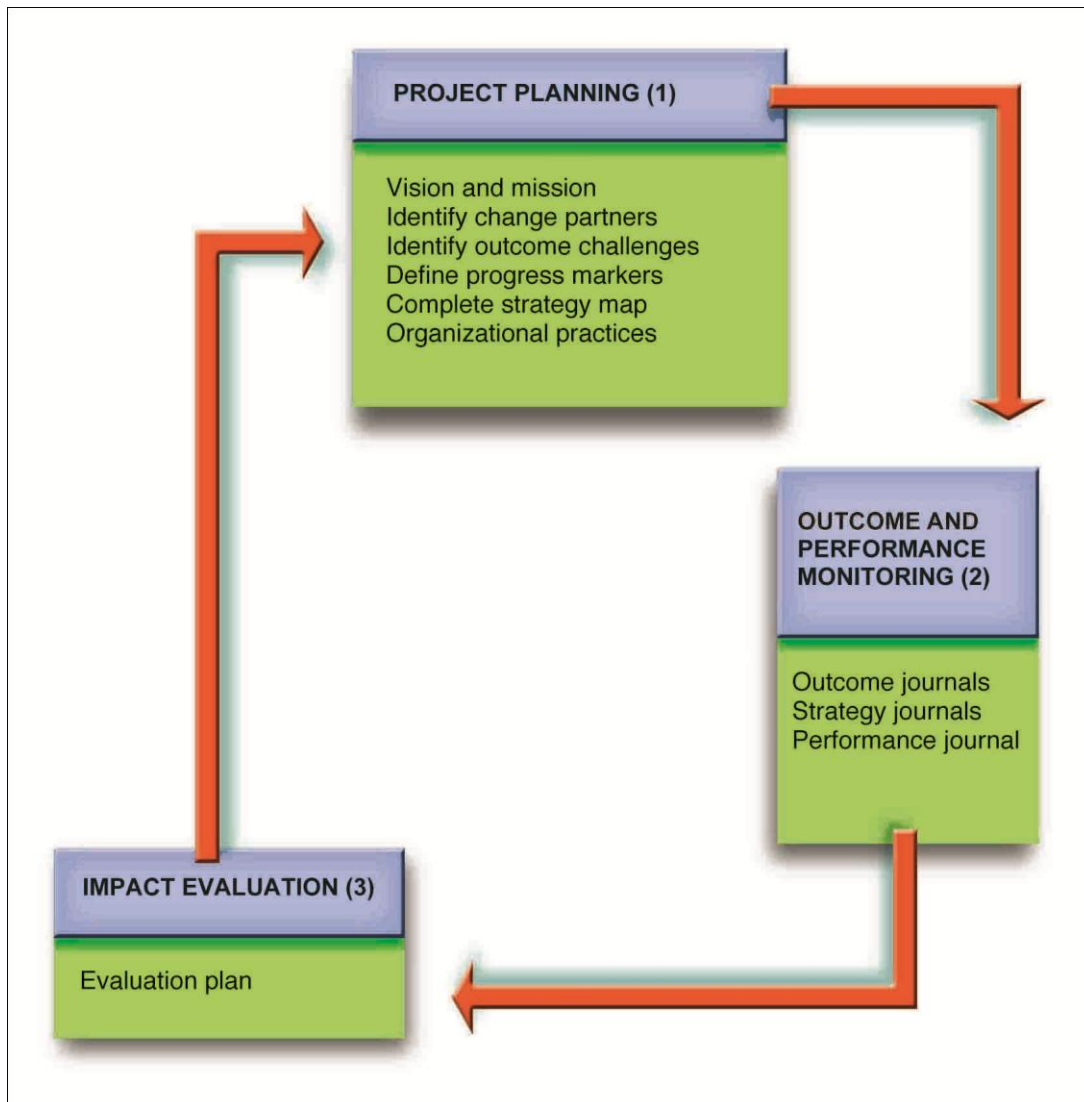 PROJECT PLANNING (1)
Vision and mission
Identify change partners
Identify outcome challenges
Define progress markers
Complete strategy map
Organizational practices
OUTCOME AND
PERFORMANCE
MONITORING (2)
Outcome journals
Strategy journals
Performance journal
IMPACT EVALUATION (3)
Evaluation plan